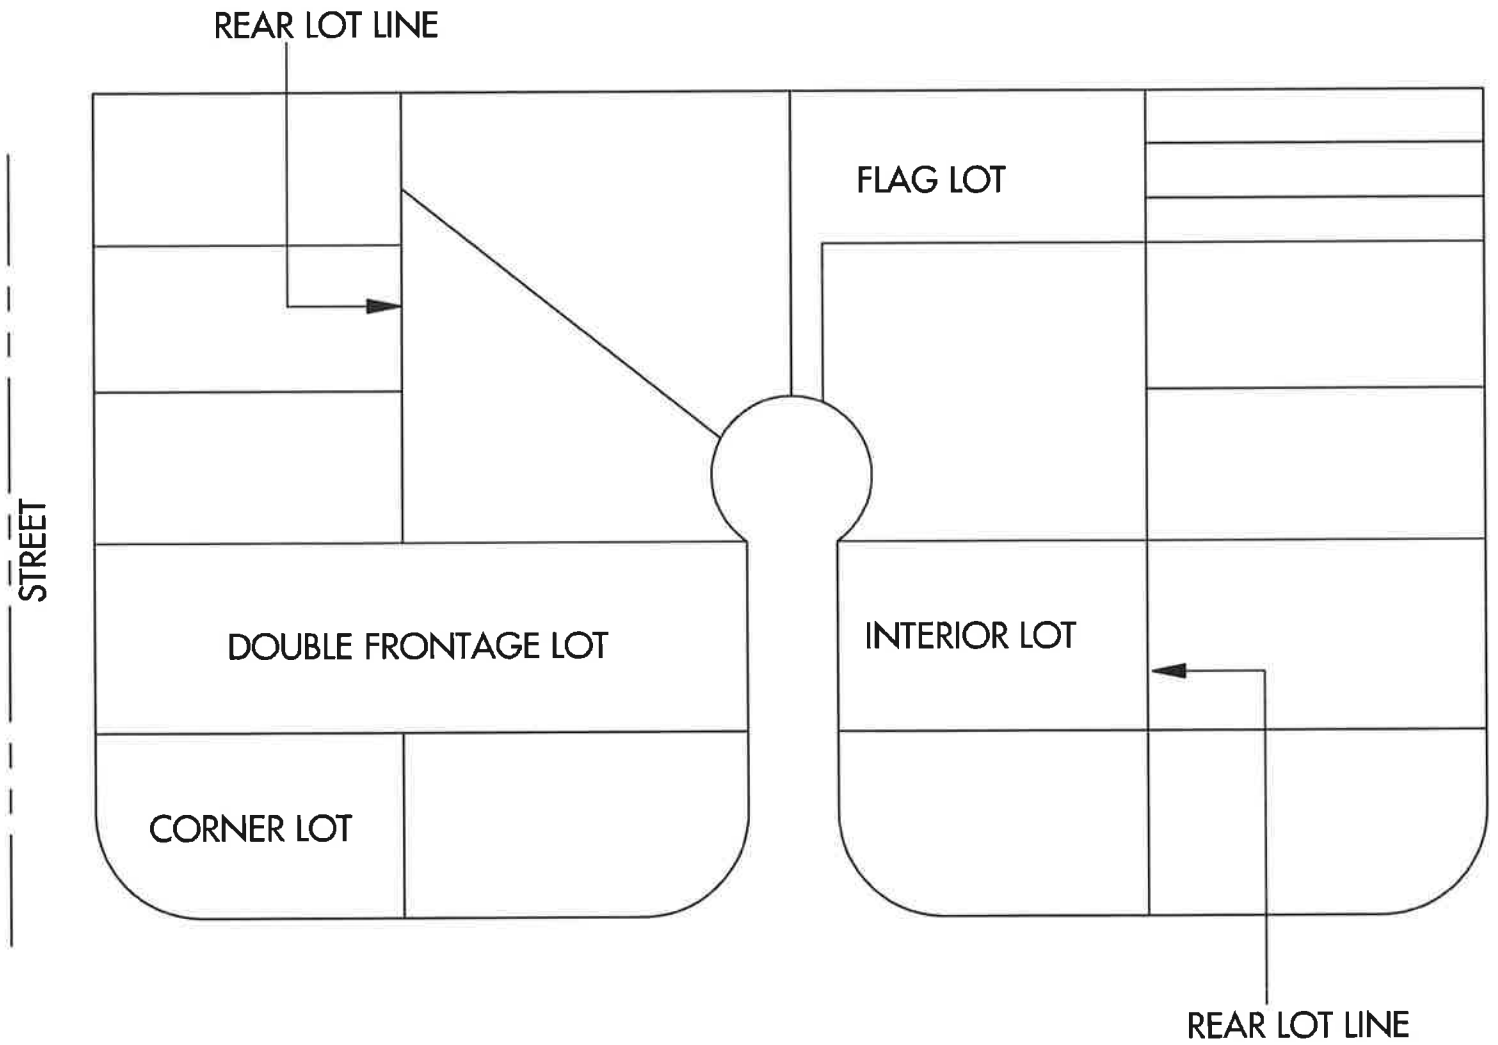 REAR LOT LINE
FLAG LOT
STREET
DOUBLE FRONTAGE LOT
INTERIOR LOT
CORNER LOT
REAR LOT LINE